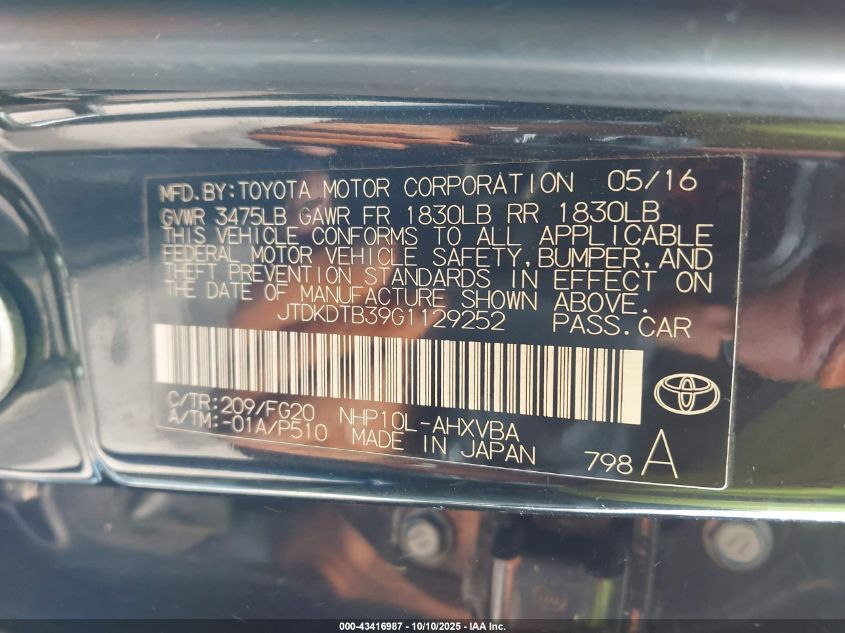 MFD. BY: TOYOTA MOTOR CORPORATION 05/16
GVWR 3475LB GAWR FR 1830LB RR 1830LB
THIS VEHICLE CONFORMS TO ALL APPLICABLE
FEDERAL MOTOR VEHICLE SAFETY, BUMPER, AND
THEFT PREVENTION STANDARDS IN EFFECT ON
THE DATE OF MANUFACTURE SHOWN ABOVE.
JTDKDTB39G1129252 PASS. CAR
C/TR: 209/FG20 NHP10L-AHXVBA
A/TM: -01A/P510 MADE IN JAPAN
798 A
000-43416987 - 10/10/2025 - IAA Inc.